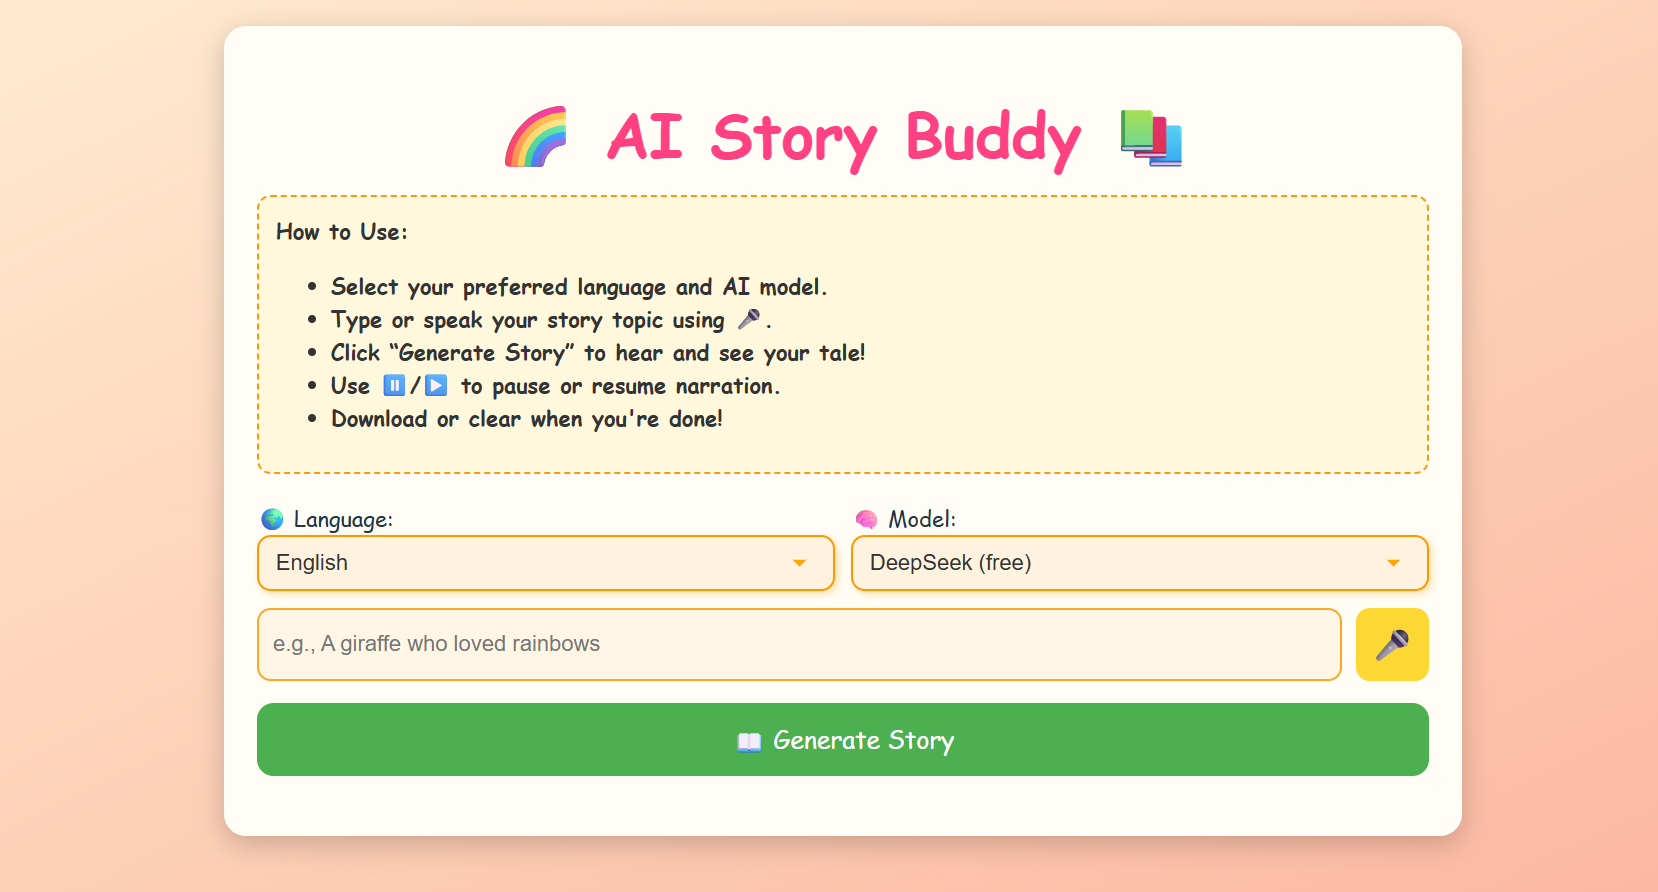 🌈 AI Story Buddy 📚
How to Use:
• Select your preferred language and AI model.
• Type or speak your story topic using 🎤.
• Click “Generate Story” to hear and see your tale!
• Use ⏸️/▶️ to pause or resume narration.
• Download or clear when you're done!
🌍 Language: 🧠 Model:
English DeepSeek (free)
e.g., A giraffe who loved rainbows 🎤
📖 Generate Story